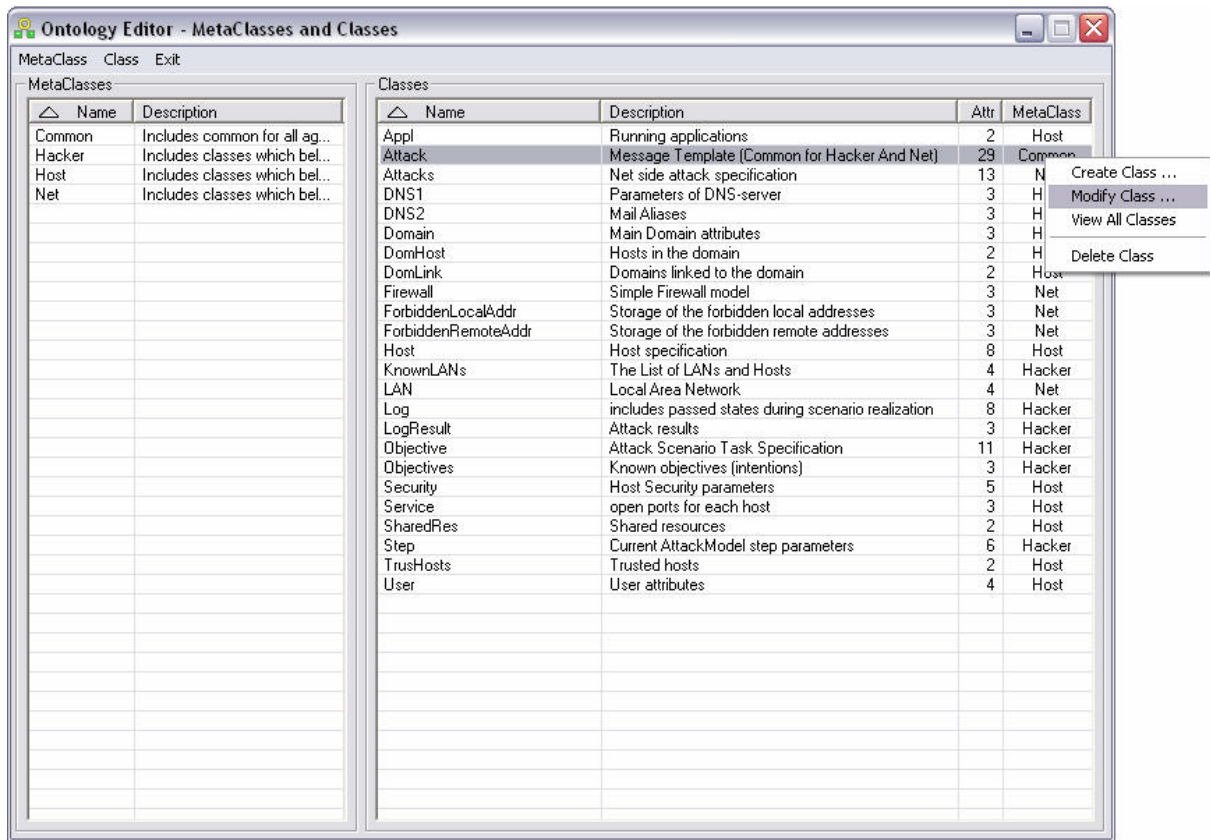 Ontology Editor - MetaClasses and Classes
MetaClass Class Exit
MetaClasses
Name Description
Common Includes common for all ag...
Hacker Includes classes which bel...
Host Includes classes which bel...
Net Includes classes which bel...
Classes
Name Description Attr MetaClass
Appl Running applications 2 Host
Attack Message Template (Common for Hacker And Net) 29 Common
Attacks Net side attack specification 13 N
DNS1 Parameters of DNS-server 3 H
DNS2 Mail Aliases 3 H
Domain Main Domain attributes 3 H
DomHost Hosts in the domain 2 H
DomLink Domains linked to the domain 2 Host
Firewall Simple Firewall model 3 Net
ForbiddenLocalAddr Storage of the forbidden local addresses 3 Net
ForbiddenRemoteAddr Storage of the forbidden remote addresses 3 Net
Host Host specification 8 Host
KnownLANs The List of LANs and Hosts 4 Hacker
LAN Local Area Network 4 Net
Log includes passed states during scenario realization 8 Hacker
LogResult Attack results 3 Hacker
Objective Attack Scenario Task Specification 11 Hacker
Objectives Known objectives (intentions) 3 Hacker
Security Host Security parameters 5 Host
Service open ports for each host 3 Host
SharedRes Shared resources 2 Host
Step Current AttackModel step parameters 6 Hacker
TrusHosts Trusted hosts 2 Host
User User attributes 4 Host
Create Class ...
Modify Class ...
View All Classes
Delete Class